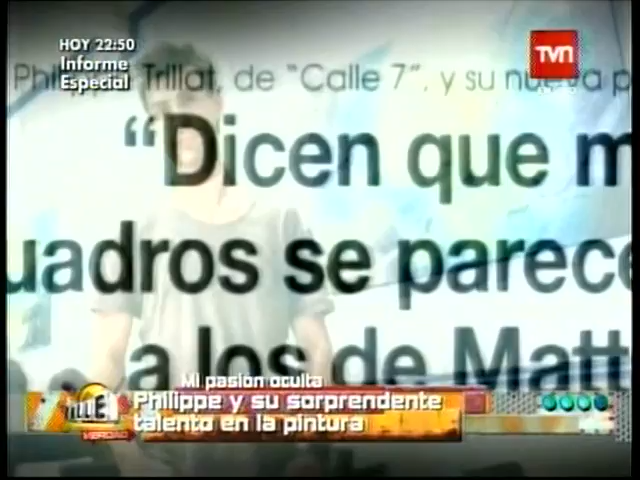 HOY 22:50
Informe
Especial
TVN
Trillat, de "Calle 7", y su nueva p
"Dicen que m
uadros se parece
a los de Matt
Mi pasión oculta
Philippe y su sorprendente
talento en la pintura
VERDAD